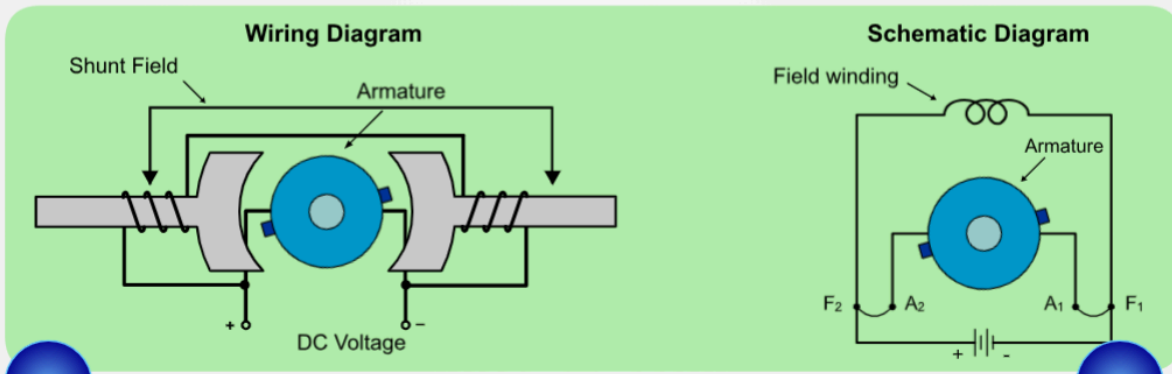 Wiring Diagram
Shunt Field
Armature
+
−
DC Voltage
Schematic Diagram
Field winding
Armature
F₂
A₂
A₁
F₁
+
-